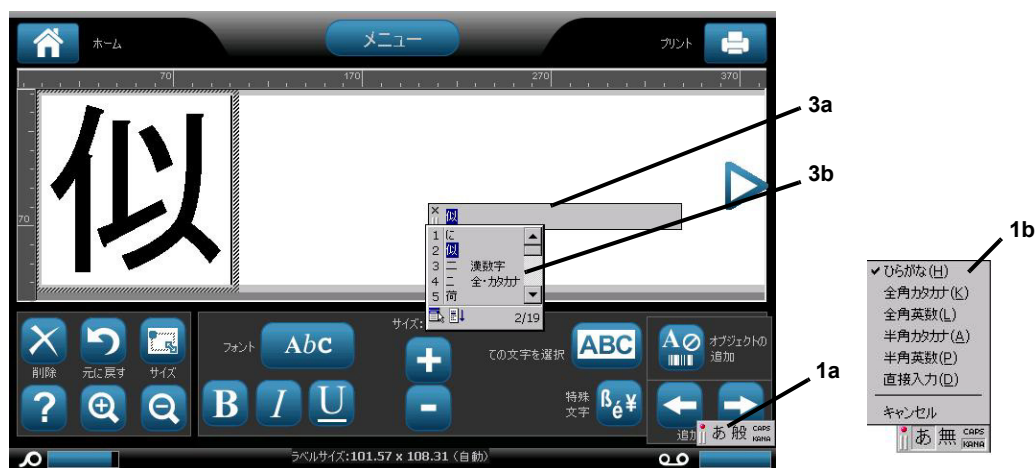 ホーム
メニュー
プリント
70
170
270
370
70
似
似
1 に
2 似
3 二 漢数字
4 ニ 全・カタカナ
5 荷
2/19
3a
3b
1b
1a
ひらがな(H)
全角カタカナ(K)
全角英数(L)
半角カタカナ(A)
半角英数(P)
直接入力(D)
キャンセル
あ 無 CAPS
KANA
削除
元に戻す
サイズ
フォント
Abc
サイズ:
ての文字を選択
ABC
オブジェクトの
追加
B I U
特殊
文字
ßé¥
あ 般 CAPS
KANA
ラベルサイズ:101.57 x 108.31 (自動)